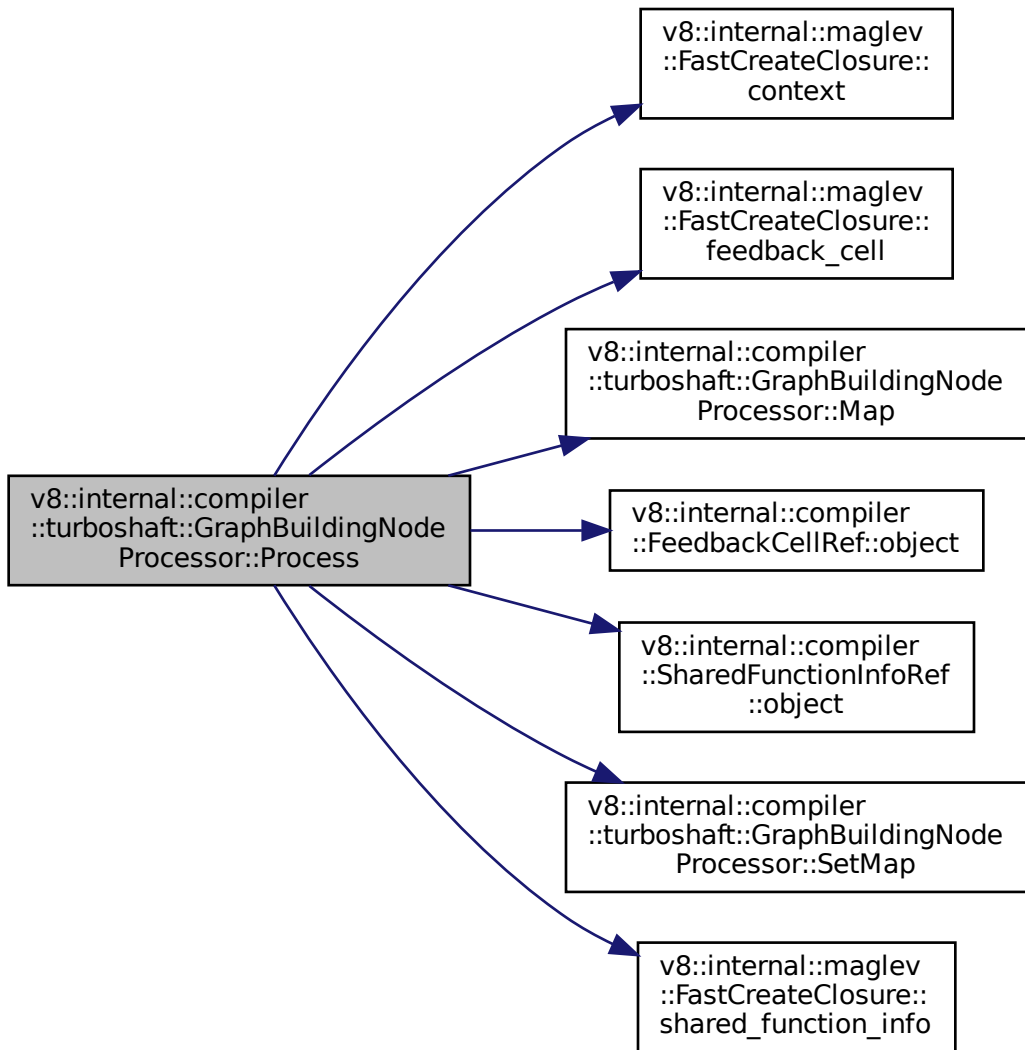 v8::internal::maglev
::FastCreateClosure::
context
v8::internal::maglev
::FastCreateClosure::
feedback_cell
v8::internal::compiler
::turboshaft::GraphBuildingNode
Processor::Map
v8::internal::compiler
::turboshaft::GraphBuildingNode
Processor::Process
v8::internal::compiler
::FeedbackCellRef::object
v8::internal::compiler
::SharedFunctionInfoRef
::object
v8::internal::compiler
::turboshaft::GraphBuildingNode
Processor::SetMap
v8::internal::maglev
::FastCreateClosure::
shared_function_info